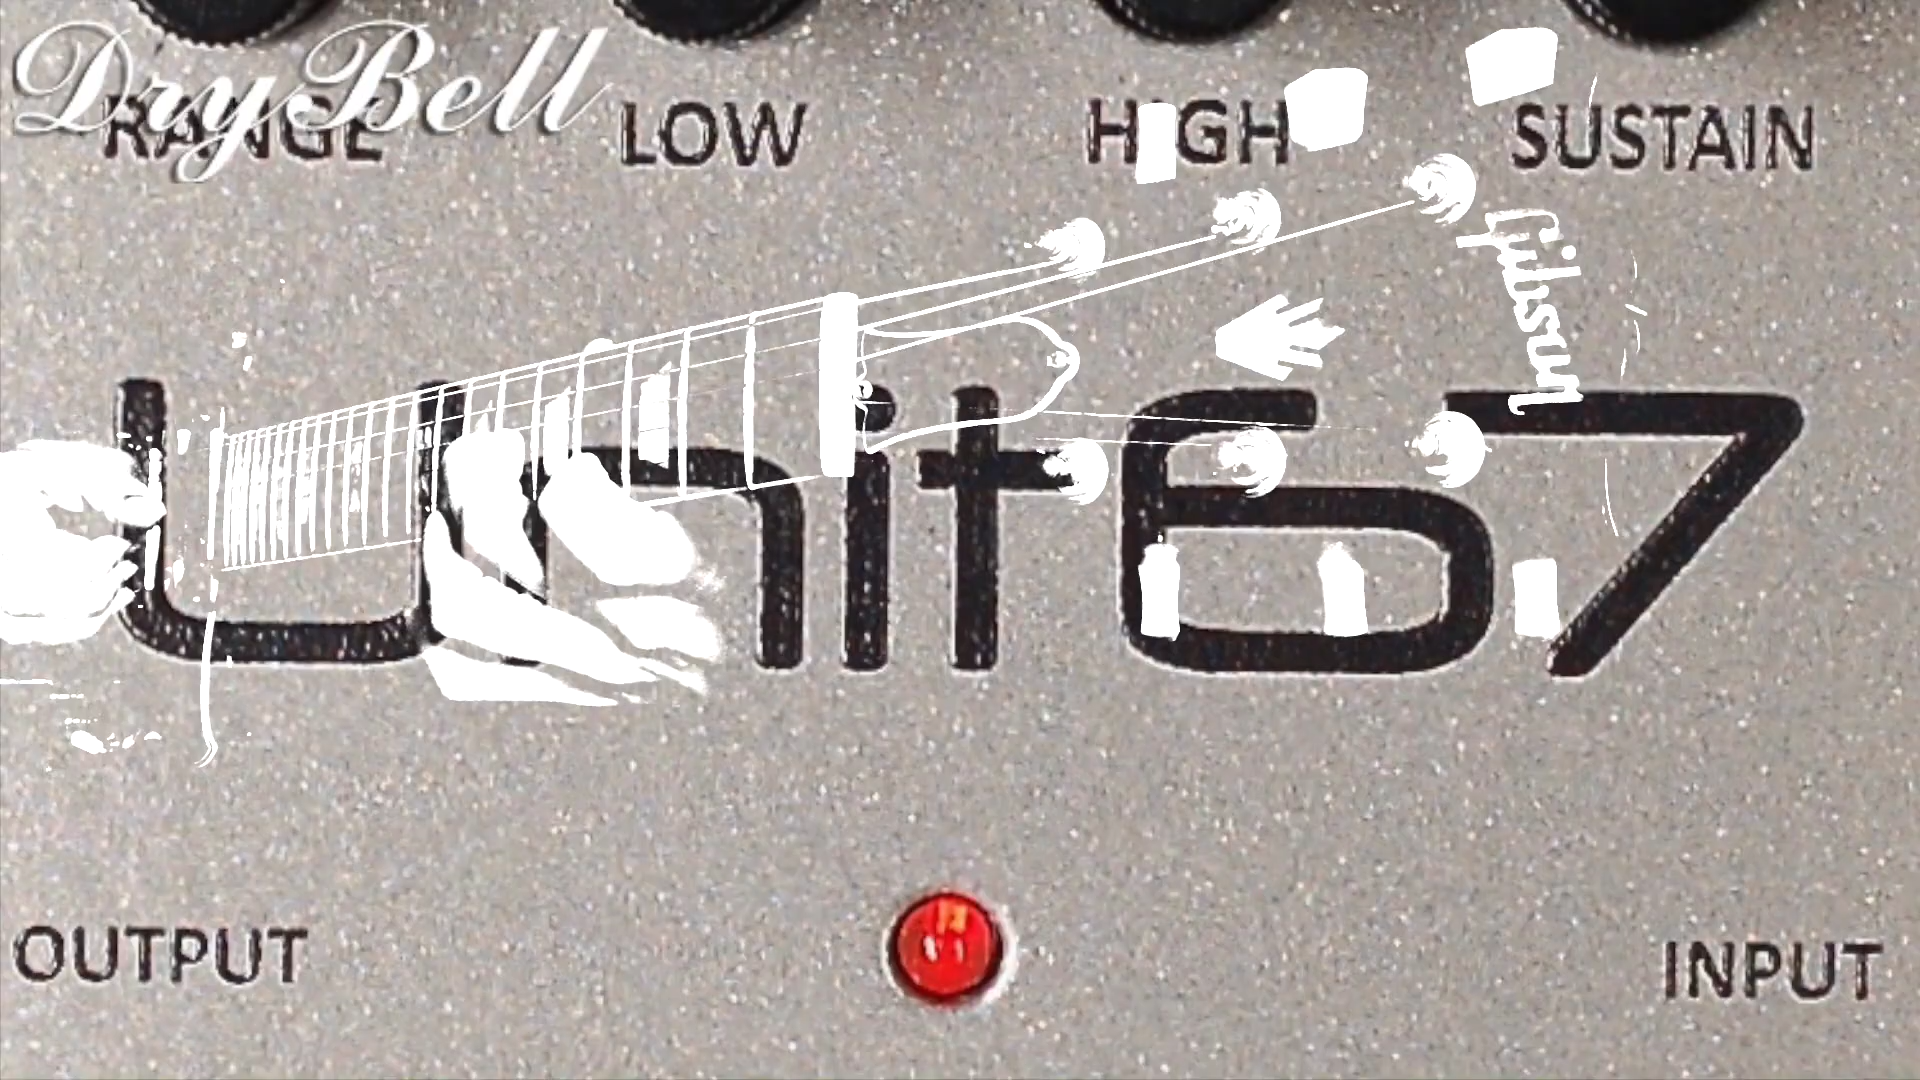 DryBell
RANGE LOW HIGH SUSTAIN
Gibson
Unit67
OUTPUT INPUT